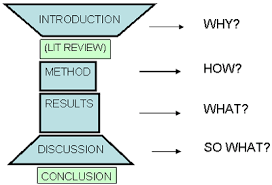 INTRODUCTION WHY?
(LIT REVIEW)
METHOD HOW?
RESULTS WHAT?
DISCUSSION SO WHAT?
CONCLUSION